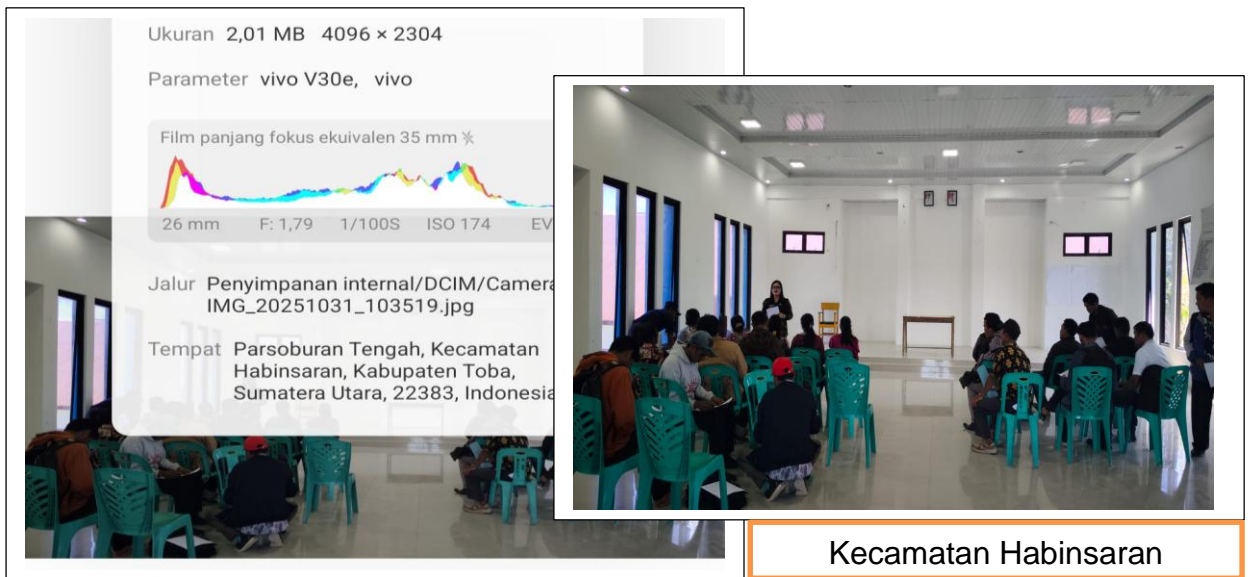 Ukuran 2,01 MB 4096 × 2304
Parameter vivo V30e, vivo
Film panjang fokus ekuivalen 35 mm
26 mm F: 1,79 1/100S ISO 174 EV
Jalur Penyimpanan internal/DCIM/Camera
IMG_20251031_103519.jpg
Tempat Parsoburan Tengah, Kecamatan
Habinsaran, Kabupaten Toba,
Sumatera Utara, 22383, Indonesia
Kecamatan Habinsaran